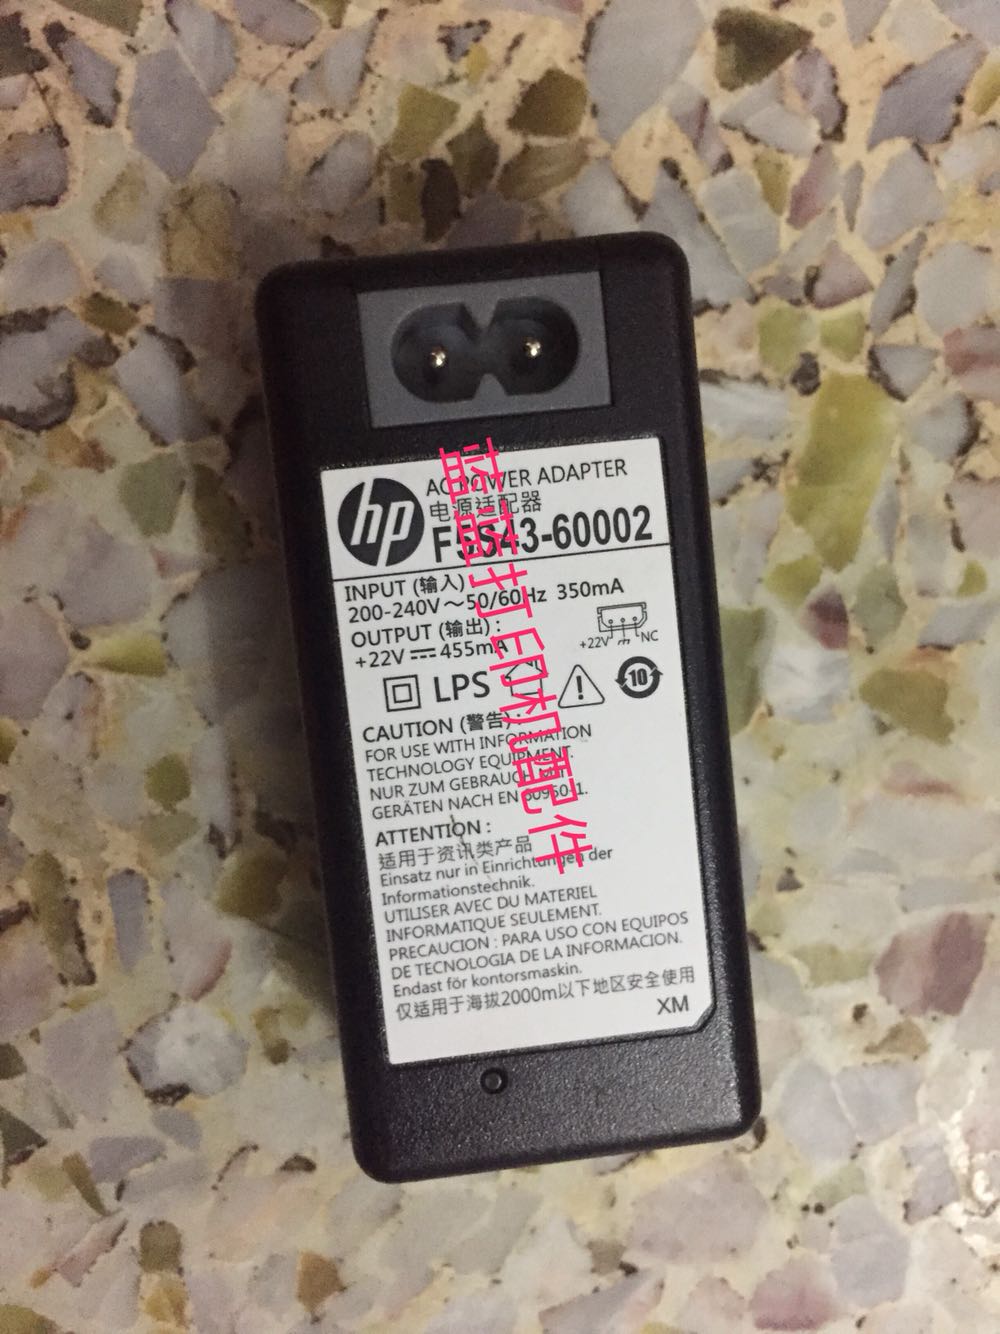 hp
AC POWER ADAPTER
电源适配器
F5S43-60002
INPUT (输入) :
200-240V～50/60Hz 350mA
OUTPUT (输出) :
+22V ⎓ 455mA
+22V NC
LPS
10
CAUTION (警告) :
FOR USE WITH INFORMATION
TECHNOLOGY EQUIPMENT.
NUR ZUM GEBRAUCH MIT
GERÄTEN NACH EN 60950-1.
ATTENTION :
适用于资讯类产品
Einsatz nur in Einrichtungen der
Informationstechnik.
UTILISER AVEC DU MATERIEL
INFORMATIQUE SEULEMENT.
PRECAUCION : PARA USO CON EQUIPOS
DE TECNOLOGIA DE LA INFORMACION.
Endast för kontorsmaskin.
仅适用于海拔2000m以下地区安全使用
XM
蓝蓝打印机配件